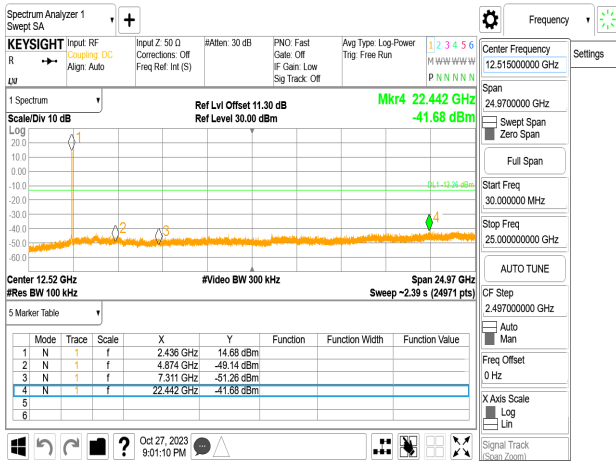 Spectrum Analyzer 1
Swept SA
Frequency
KEYSIGHT
Input: RF
Coupling: DC
Align: Auto
Input Z: 50 Ω
Corrections: Off
Freq Ref: Int (S)
#Atten: 30 dB
PNO: Fast
Gate: Off
IF Gain: Low
Sig Track: Off
Avg Type: Log-Power
Trig: Free Run
1 2 3 4 5 6
M W W W W W
P N N N N N
R
LXI
1 Spectrum
Scale/Div 10 dB
Ref Lvl Offset 11.30 dB
Ref Level 30.00 dBm
Mkr4 22.442 GHz
-41.68 dBm
Log
20.0
10.0
0.00
-10.0
-20.0
-30.0
-40.0
-50.0
-60.0
1
2
3
4
DL1 -13.26 dBm
Center 12.52 GHz
#Video BW 300 kHz
Span 24.97 GHz
#Res BW 100 kHz
Sweep ~2.39 s (24971 pts)
5 Marker Table
Mode Trace Scale X Y Function Function Width Function Value
1 N 1 f 2.436 GHz 14.68 dBm
2 N 1 f 4.874 GHz -49.14 dBm
3 N 1 f 7.311 GHz -51.26 dBm
4 N 1 f 22.442 GHz -41.68 dBm
5
6
Oct 27, 2023
9:01:10 PM
?
Center Frequency
12.515000000 GHz
Settings
Span
24.9700000 GHz
Swept Span
Zero Span
Full Span
Start Freq
30.000000 MHz
Stop Freq
25.000000000 GHz
AUTO TUNE
CF Step
2.497000000 GHz
Auto
Man
Freq Offset
0 Hz
X Axis Scale
Log
Lin
Signal Track
(Span Zoom)